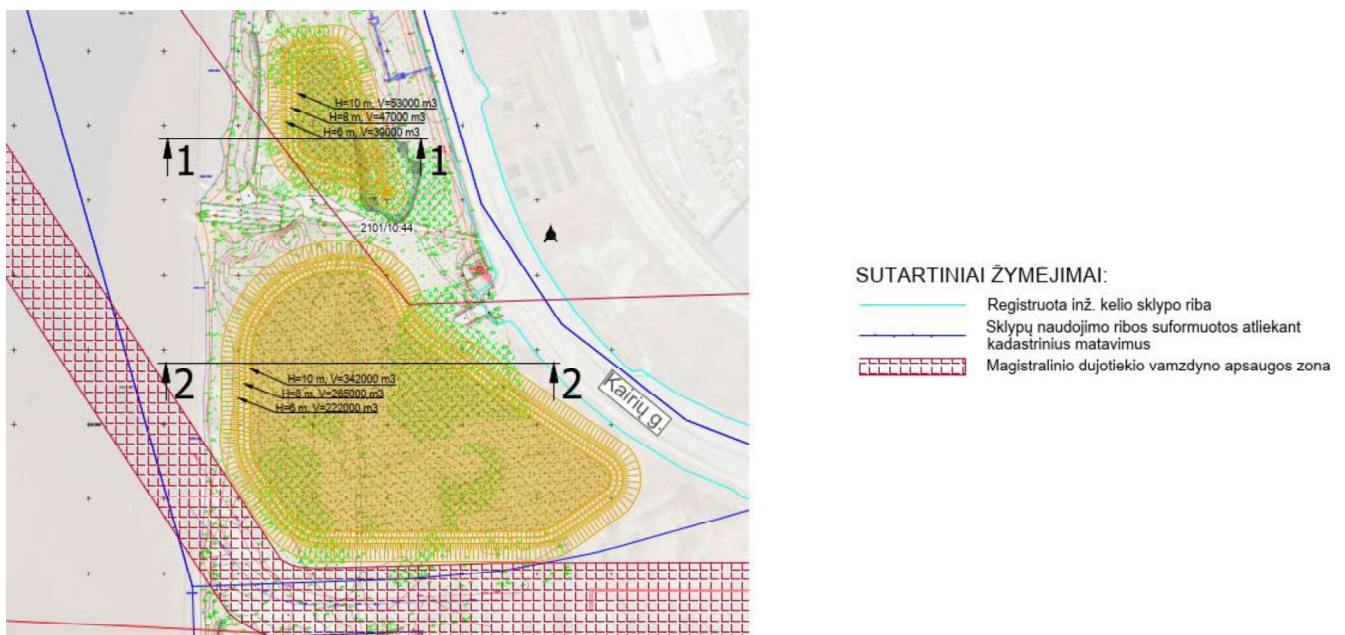 H=10 m, V=53000 m3
H=8 m, V=47000 m3
H=6 m, V=39000 m3
1
1
2101/10:44
2
2
H=10 m, V=342000 m3
H=8 m, V=265000 m3
H=6 m, V=222000 m3
Kairių g.
SUTARTINIAI ŽYMEJIMAI:
Registruota inž. kelio sklypo riba
Sklypų naudojimo ribos suformuotos atliekant
kadastrinius matavimus
Magistralinio dujotiekio vamzdyno apsaugos zona